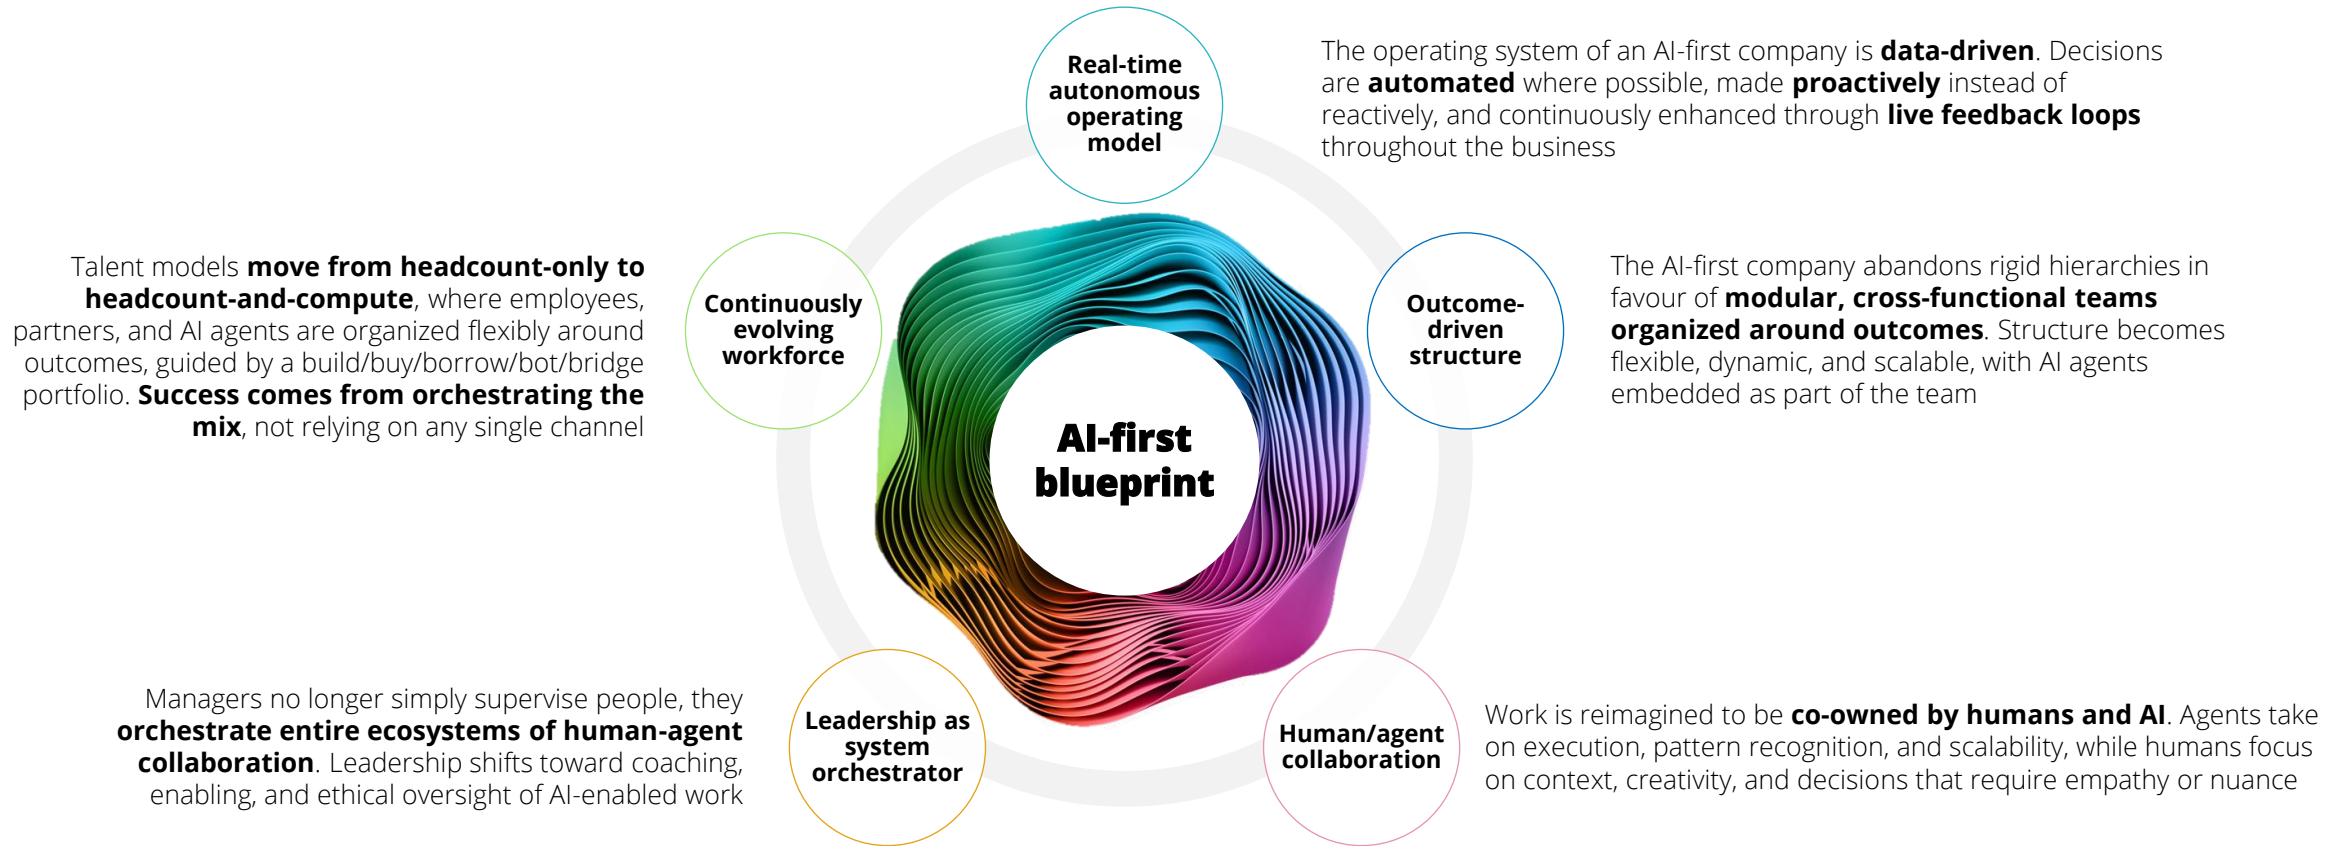 Real-time
autonomous
operating
model
The operating system of an AI-first company is data-driven. Decisions
are automated where possible, made proactively instead of
reactively, and continuously enhanced through live feedback loops
throughout the business
Talent models move from headcount-only to
headcount-and-compute, where employees,
partners, and AI agents are organized flexibly around
outcomes, guided by a build/buy/borrow/bot/bridge
portfolio. Success comes from orchestrating the
mix, not relying on any single channel
Continuously
evolving
workforce
Outcome-
driven
structure
The AI-first company abandons rigid hierarchies in
favour of modular, cross-functional teams
organized around outcomes. Structure becomes
flexible, dynamic, and scalable, with AI agents
embedded as part of the team
AI-first
blueprint
Managers no longer simply supervise people, they
orchestrate entire ecosystems of human-agent
collaboration. Leadership shifts toward coaching,
enabling, and ethical oversight of AI-enabled work
Leadership as
system
orchestrator
Human/agent
collaboration
Work is reimagined to be co-owned by humans and AI. Agents take
on execution, pattern recognition, and scalability, while humans focus
on context, creativity, and decisions that require empathy or nuance